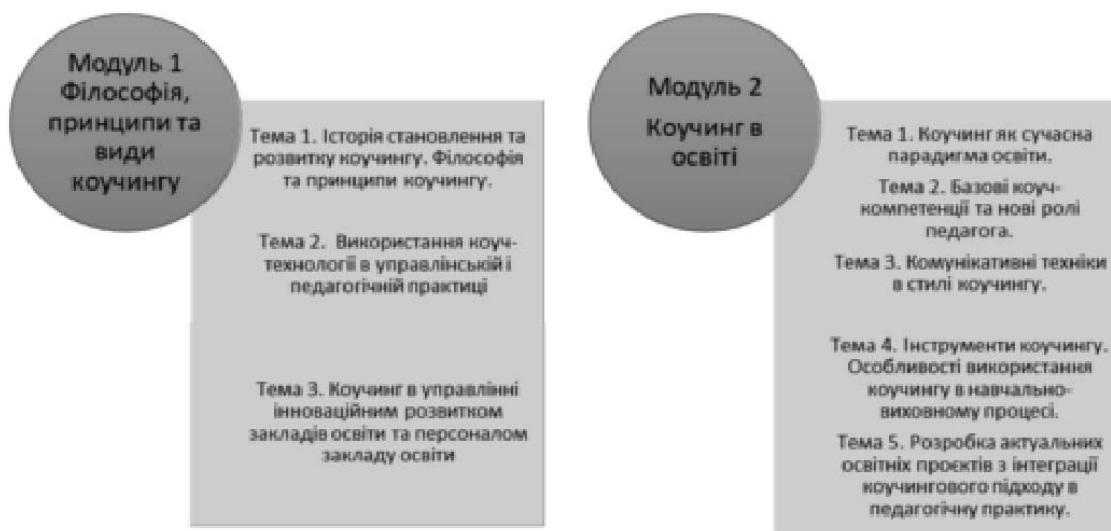 Модуль 1
Філософія,
принципи та
види
коучингу
Тема 1. Історія становлення та
розвитку коучингу. Філософія
та принципи коучингу.
Тема 2. Використання коуч-
технології в управлінській і
педагогічній практиці
Тема 3. Коучинг в управлінні
інноваційним розвитком
закладів освіти та персоналом
закладу освіти
Модуль 2
Коучинг в
освіті
Тема 1. Коучинг як сучасна
парадигма освіти.
Тема 2. Базові коуч-
компетенції та нові ролі
педагога.
Тема 3. Комунікативні техніки
в стилі коучингу.
Тема 4. Інструменти коучингу.
Особливості використання
коучингу в навчально-
виховному процесі.
Тема 5. Розробка актуальних
освітніх проєктів з інтеграції
коучингового підходу в
педагогічну практику.